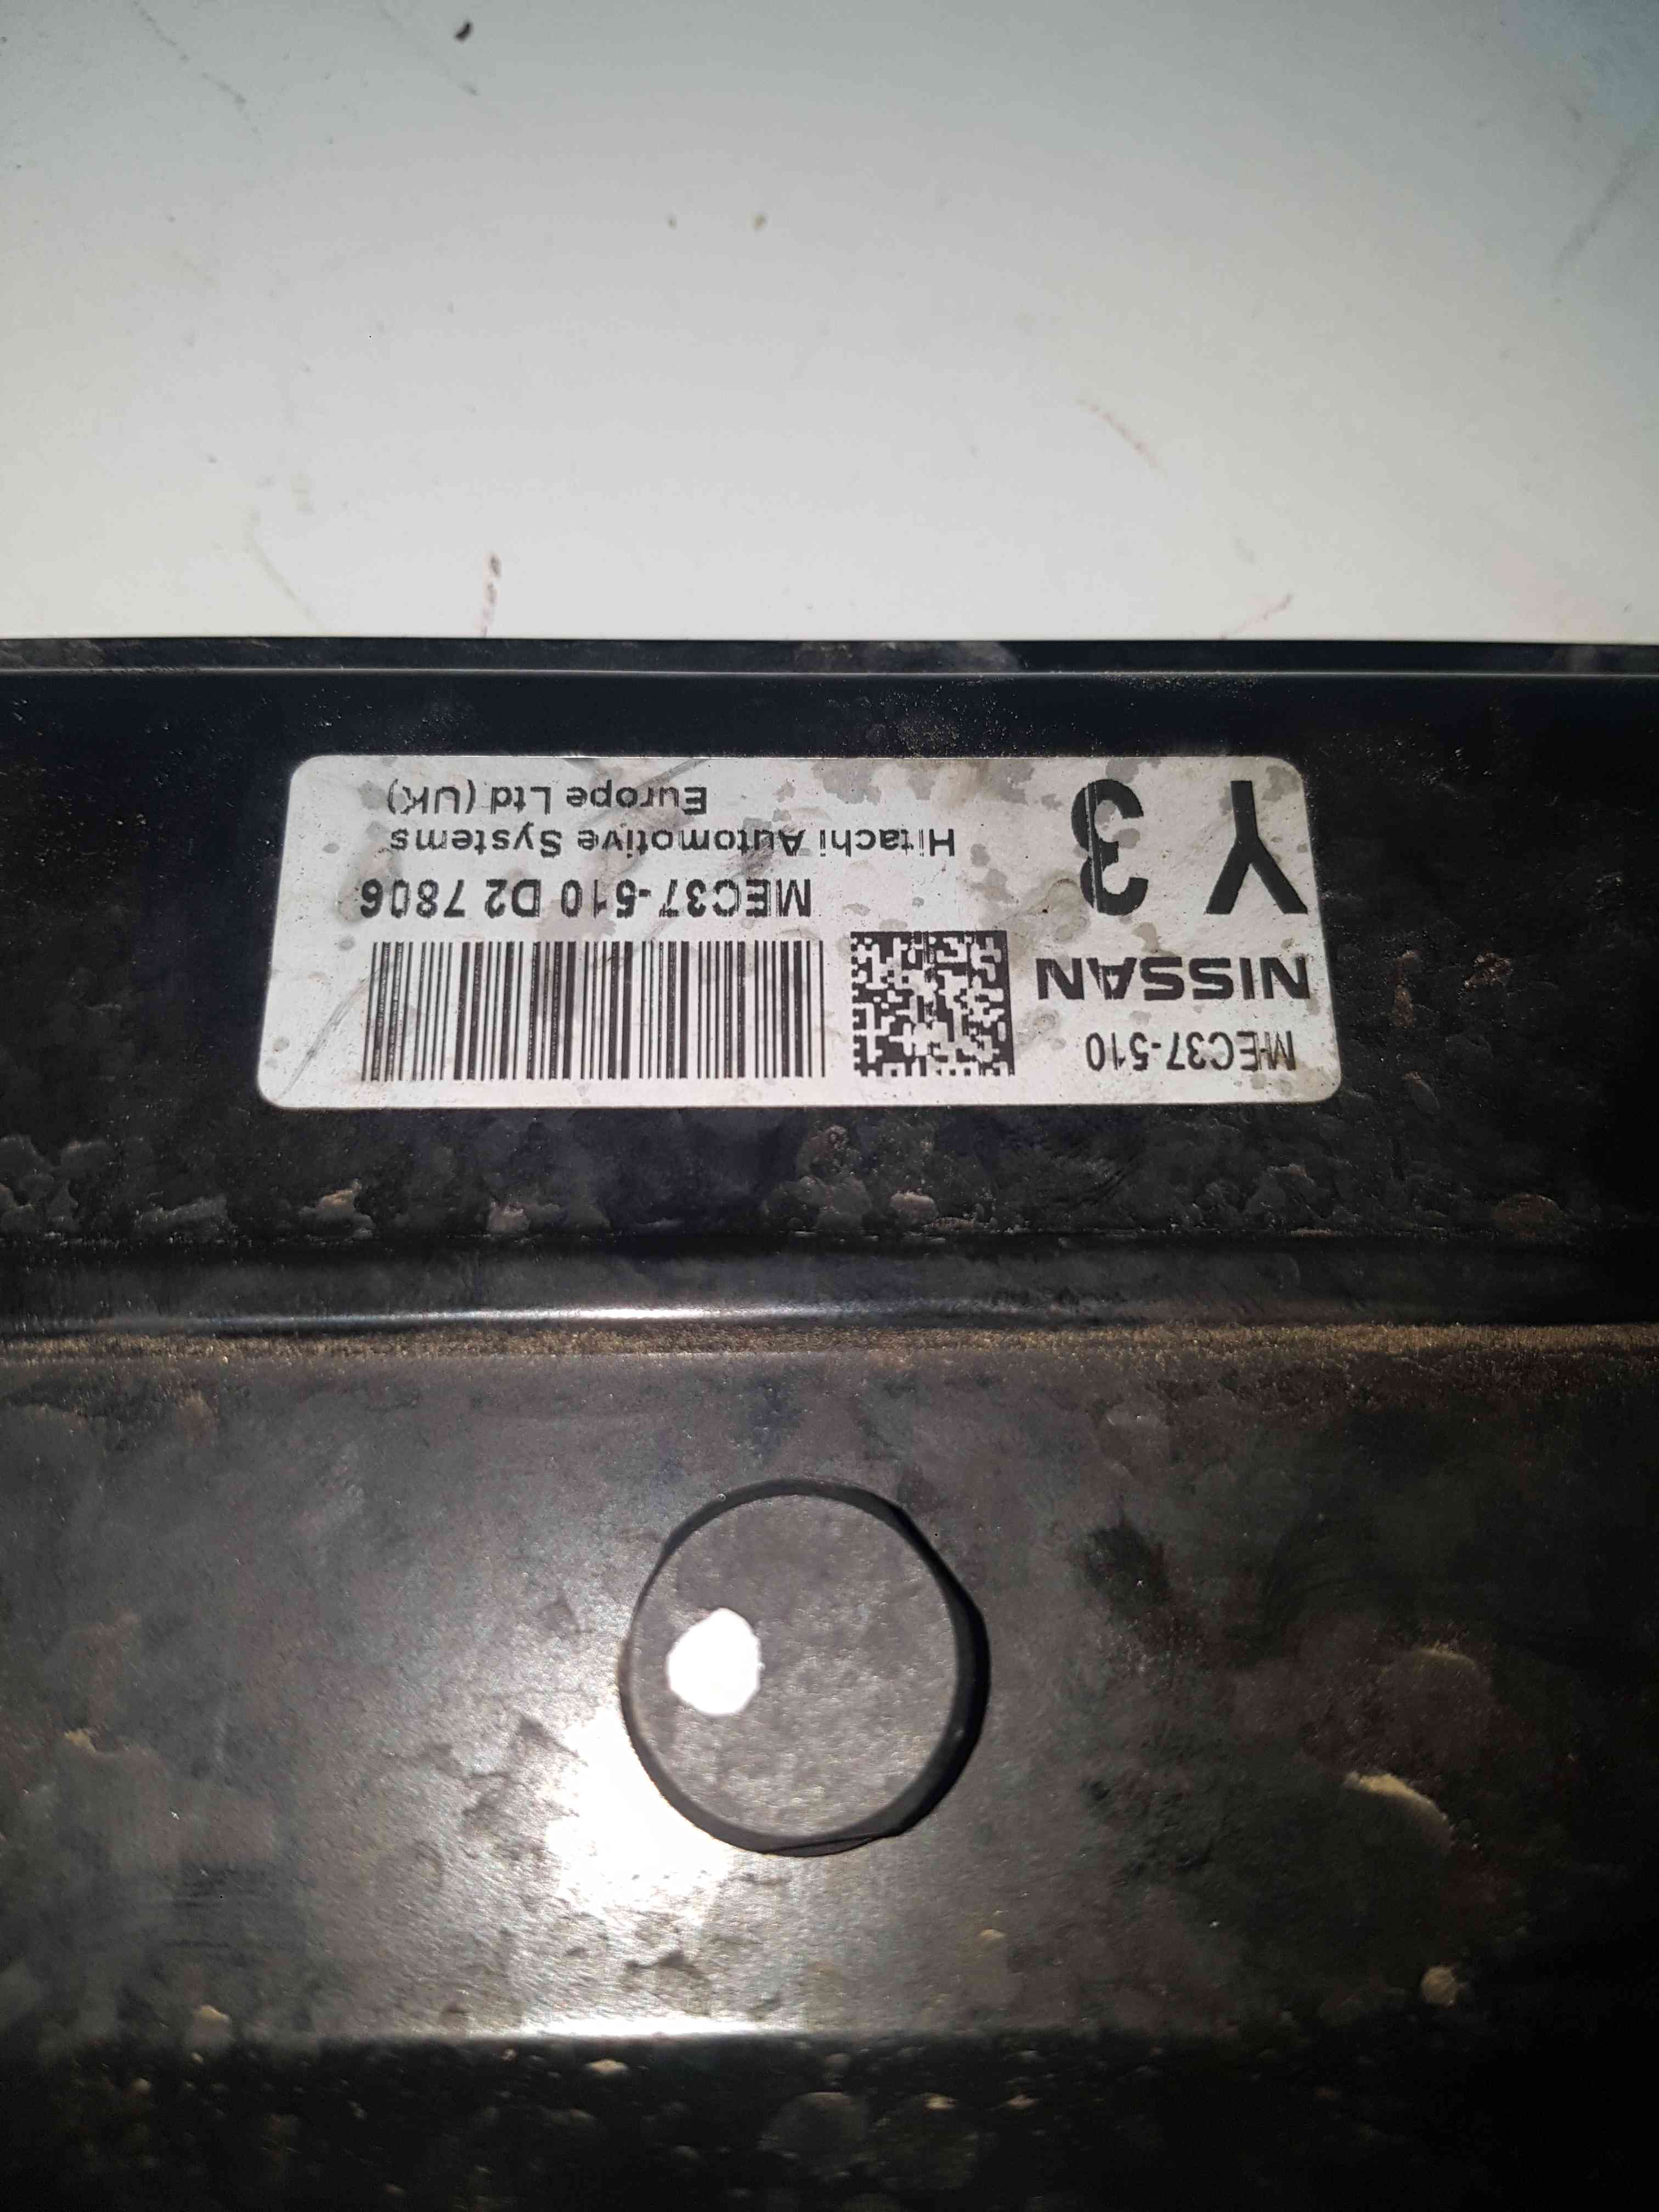 MEC37-510
NISSAN
Y 3
MEC37-510 D2 7806
Hitachi Automotive Systems
Europe Ltd (UK)